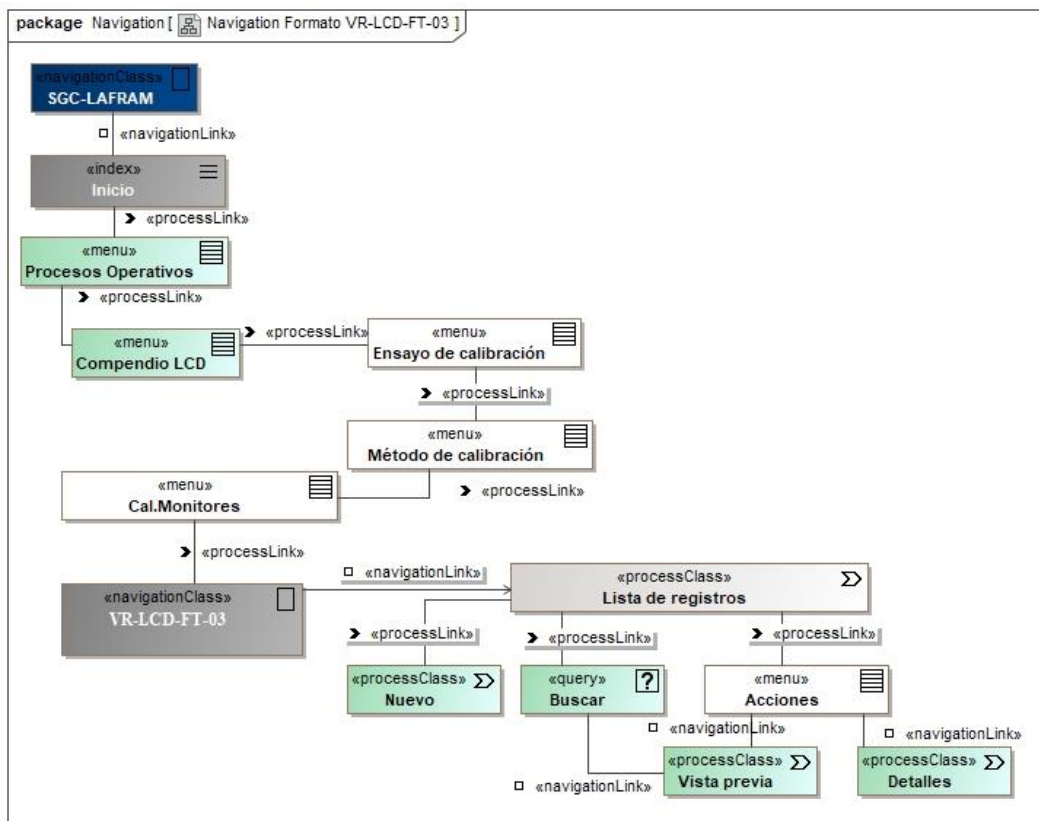 package Navigation [ Navigation Formato VR-LCD-FT-03 ]
«navigationClass»
SGC-LAFRAM
«navigationLink»
«index»
Inicio
«processLink»
«menu»
Procesos Operativos
«processLink»
«menu»
Compendio LCD
«processLink»
«menu»
Ensayo de calibración
«processLink»
«menu»
Método de calibración
«processLink»
«menu»
Cal.Monitores
«processLink»
«navigationClass»
VR-LCD-FT-03
«navigationLink»
«processClass»
Lista de registros
«processLink»
«processLink»
«processLink»
«processClass»
Nuevo
«query»
?
Buscar
«menu»
Acciones
«navigationLink»
«navigationLink»
«processClass»
Vista previa
«processClass»
Detalles
«navigationLink»